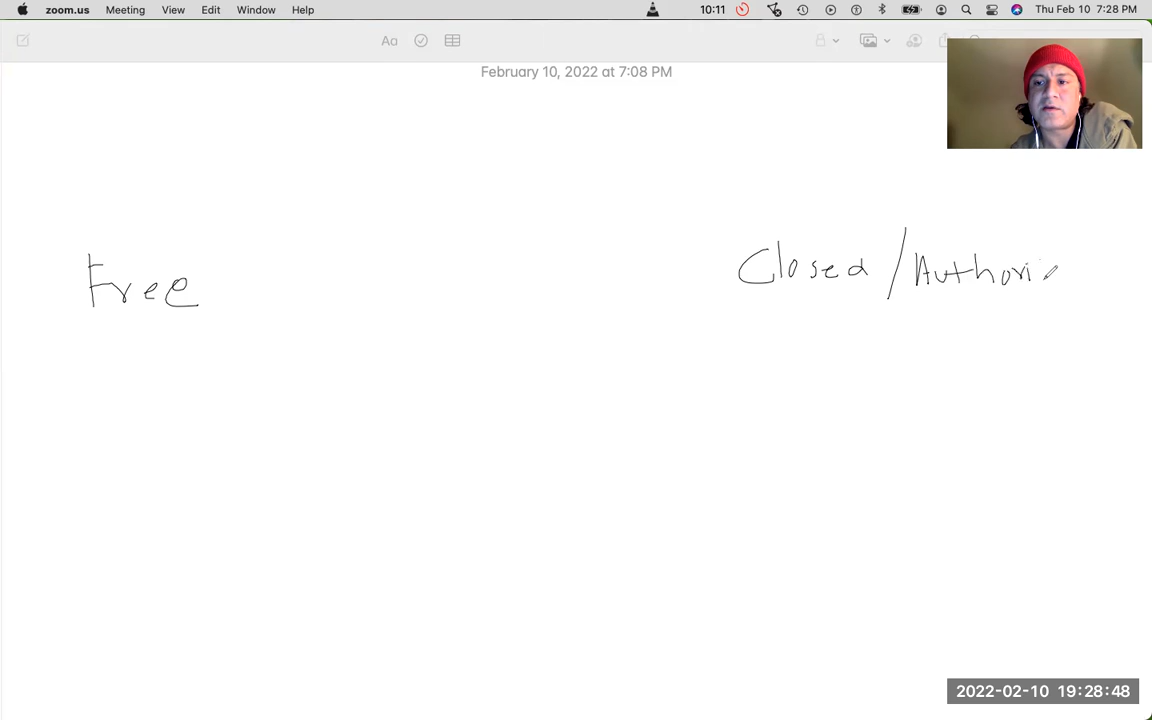 zoom.us Meeting View Edit Window Help 10:11 Thu Feb 10 7:28 PM
Aa
February 10, 2022 at 7:08 PM
Free
Closed/Authori
2022-02-10 19:28:48